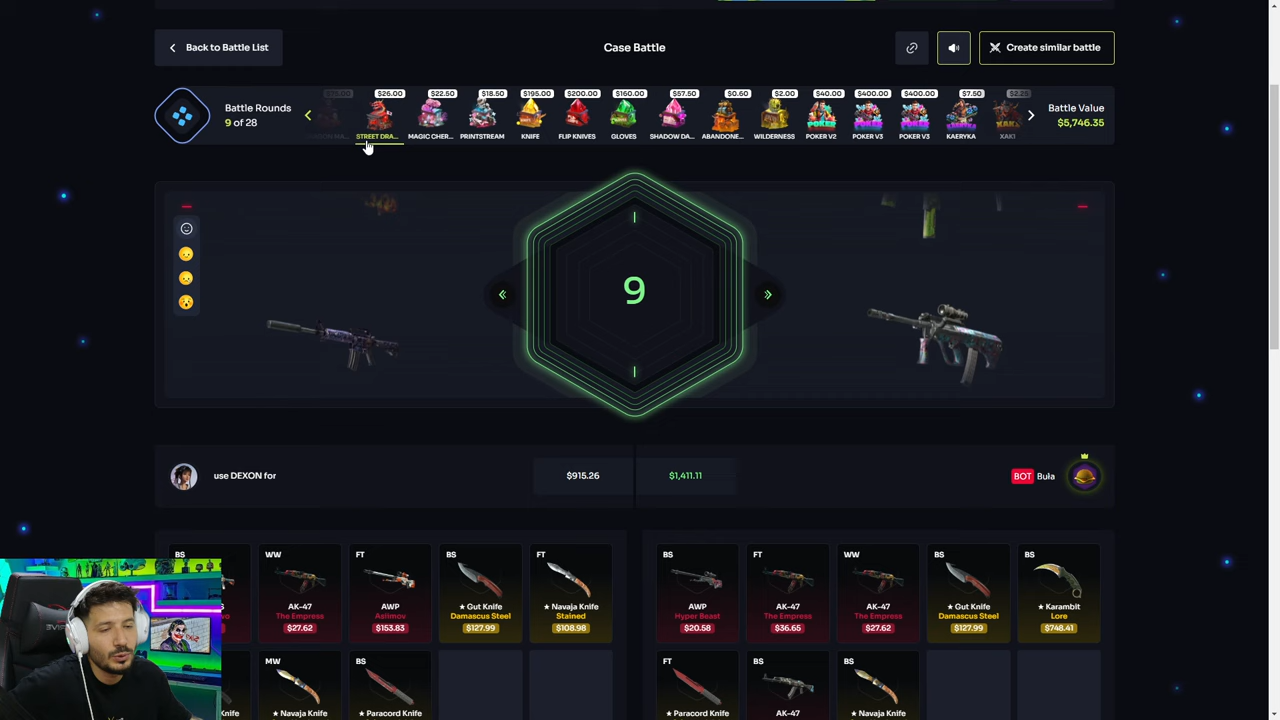 Back to Battle List
Case Battle
Create similar battle
Battle Rounds
9 of 28
$26.00 $22.50 $18.50 $195.00 $200.00 $160.00 $57.50 $0.60 $2.00 $40.00 $400.00 $400.00 $7.50 $2.25
STREET DRA... MAGIC CHER... PRINTSTREAM KNIFE FLIP KNIVES GLOVES SHADOW DA... ABANDONE... WILDERNESS POKER V2 POKER V3 POKER V3 KAERYKA XAKI
Battle Value
$5,746.35
9
use DEXON for
$915.26
$1,411.11
BOT Buła
BS WW FT BS FT
AK-47 AWP ★ Gut Knife ★ Navaja Knife
The Empress Asiimov Damascus Steel Stained
$27.62 $153.83 $127.99 $108.98
BS FT WW BS BS
AWP AK-47 AK-47 ★ Gut Knife ★ Karambit
Hyper Beast The Empress The Empress Damascus Steel Lore
$20.58 $36.65 $27.62 $127.99 $748.41
MW BS
Knife ★ Navaja Knife ★ Paracord Knife
FT BS BS
★ Paracord Knife AK-47 ★ Navaja Knife